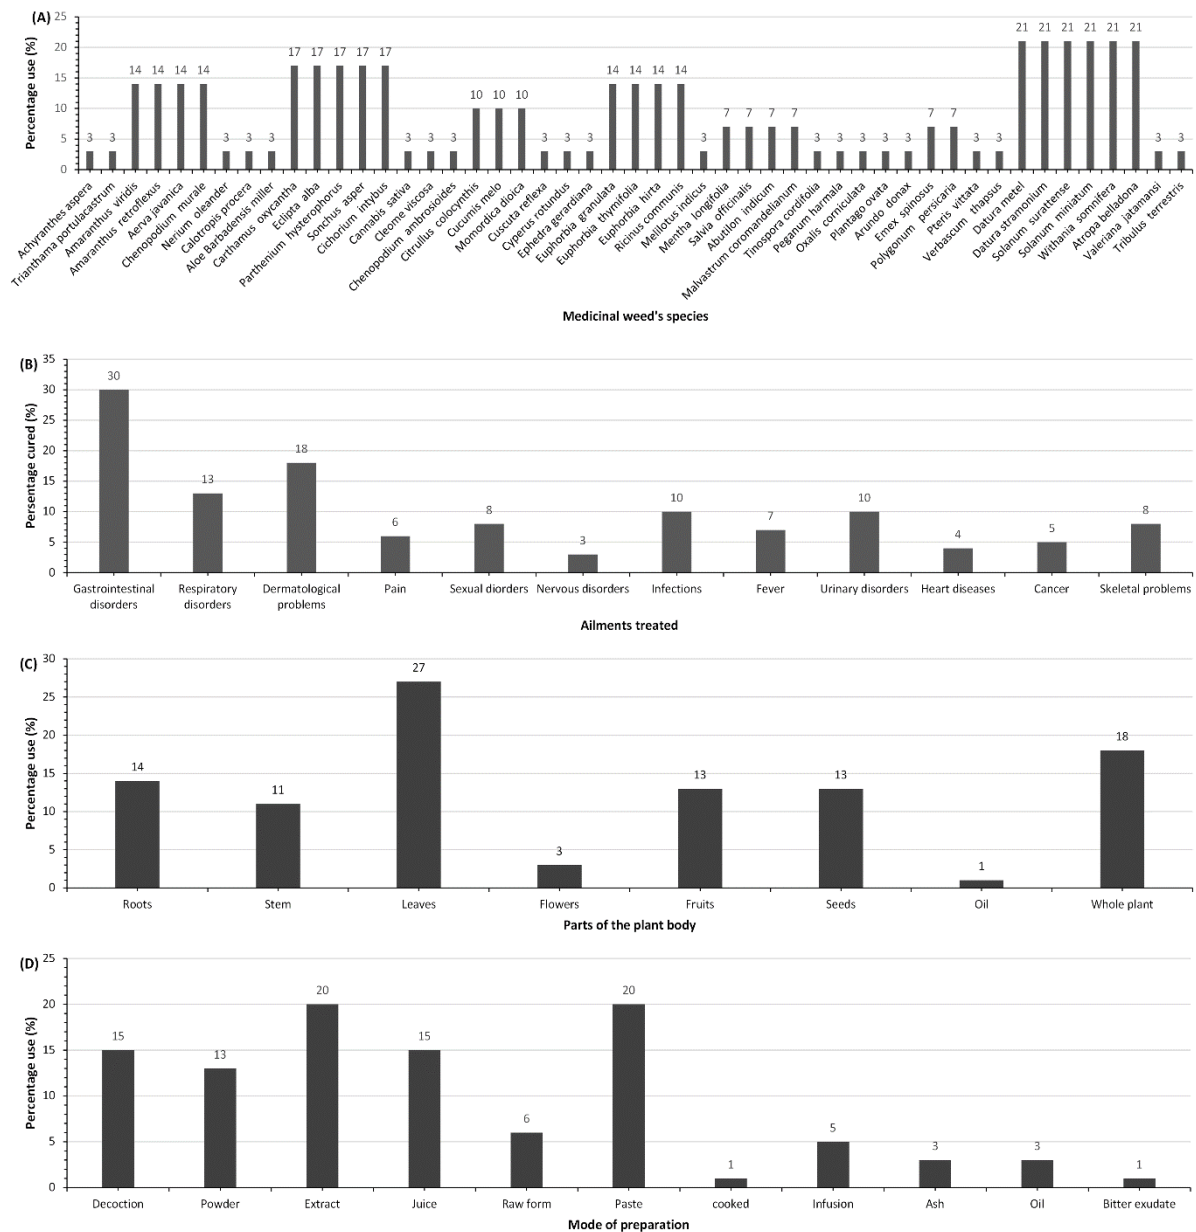 (A)
Percentage use (%)
25
20
15
10
5
0
3 3 14 14 14 14 3 3 3 17 17 17 17 17 3 3 3 10 10 10 3 3 3 14 14 14 14 3 7 7 7 7 3 3 3 3 3 7 7 3 3 21 21 21 21 21 21 3 3
Achyranthes aspera
Trianthama portulacastrum
Amaranthus viridis
Amaranthus retroflexus
Aerva javanica
Chenopodium murale
Nerium oleander
Calotropis procera
Aloe Barbadensis miller
Carthamus oxycantha
Eclipta alba
Parthenium hysterophorus
Sonchus asper
Cichorium intybus
Cannabis sativa
Cleome viscosa
Chenopodium ambrosioides
Citrullus colocynthis
Cucumis melo
Momordica dioica
Cuscuta reflexa
Cyperus rotundus
Ephedra gerardiana
Euphorbia granulata
Euphorbia thymifolia
Euphorbia hirta
Ricinus communis
Meillotus indicus
Mentha longifolia
Salvia officinalis
Abutilon indicum
Malvastrum coromandelianum
Tinospora cordifolia
Peganum harmala
Oxalis corniculata
Plantago ovata
Arundo donax
Emex spinosus
Polygonum persicaria
Pteris vittata
Verbascum thapsus
Datura metel
Datura stramonium
Solanum surattense
Solanum miniatum
Withania somnifera
Atropa belladona
Valeriana jatamansi
Tribulus terrestris
Medicinal weed's species
(B)
Persentage cured (%)
35
30
25
20
15
10
5
0
30 13 18 6 8 3 10 7 10 4 5 8
Gastrointestinal disorders
Respiratory disorders
Dermatological problems
Pain
Sexual diorders
Nervous disorders
Infections
Fever
Urinary disorders
Heart diseases
Cancer
Skeletal problems
Ailments treated
(C)
Percentage use (%)
30
25
20
15
10
5
0
14 11 27 3 13 13 1 18
Roots Stem Leaves Flowers Fruits Seeds Oil Whole plant
Parts of the plant body
(D)
Percentage use (%)
25
20
15
10
5
0
15 13 20 15 6 20 1 5 3 3 1
Decoction Powder Extract Juice Raw form Paste cooked Infusion Ash Oil Bitter exudate
Mode of preparation